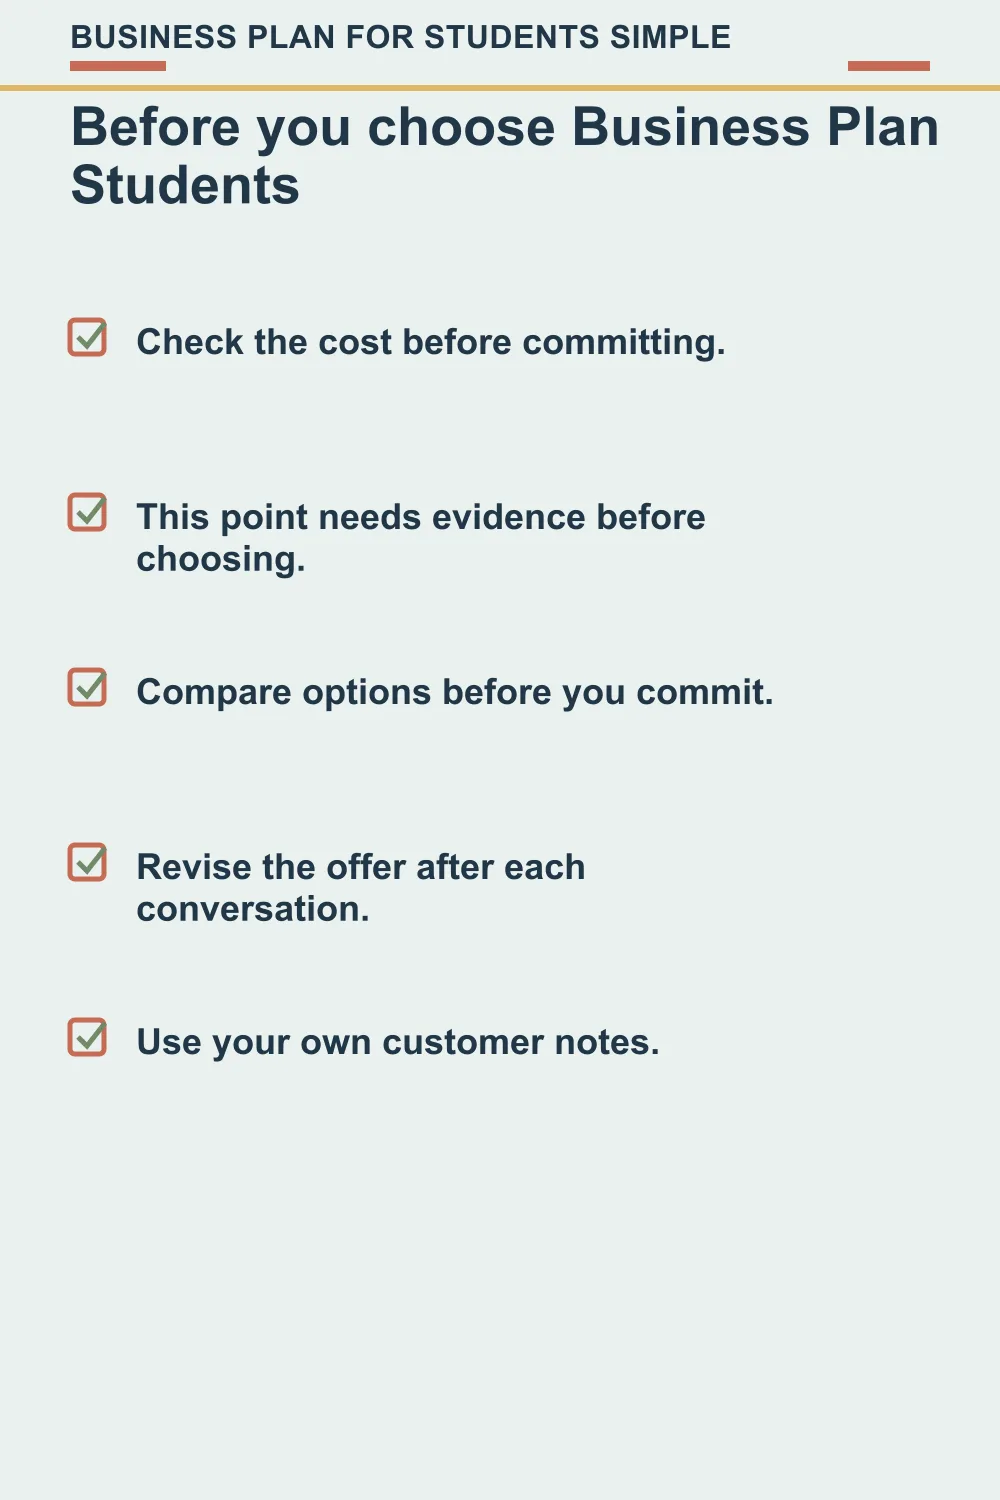 BUSINESS PLAN FOR STUDENTS SIMPLE
Before you choose Business Plan
Students
Check the cost before committing.
This point needs evidence before
choosing.
Compare options before you commit.
Revise the offer after each
conversation.
Use your own customer notes.